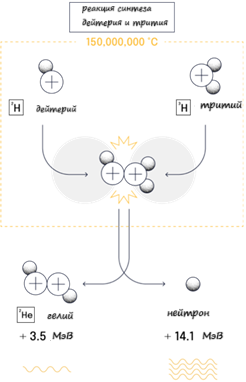 реакция синтеза
дейтерия и трития
150,000,000 °C
²H дейтерий
³H тритий
²He гелий
нейтрон
+ 3.5 МэВ
+ 14.1 МэВ